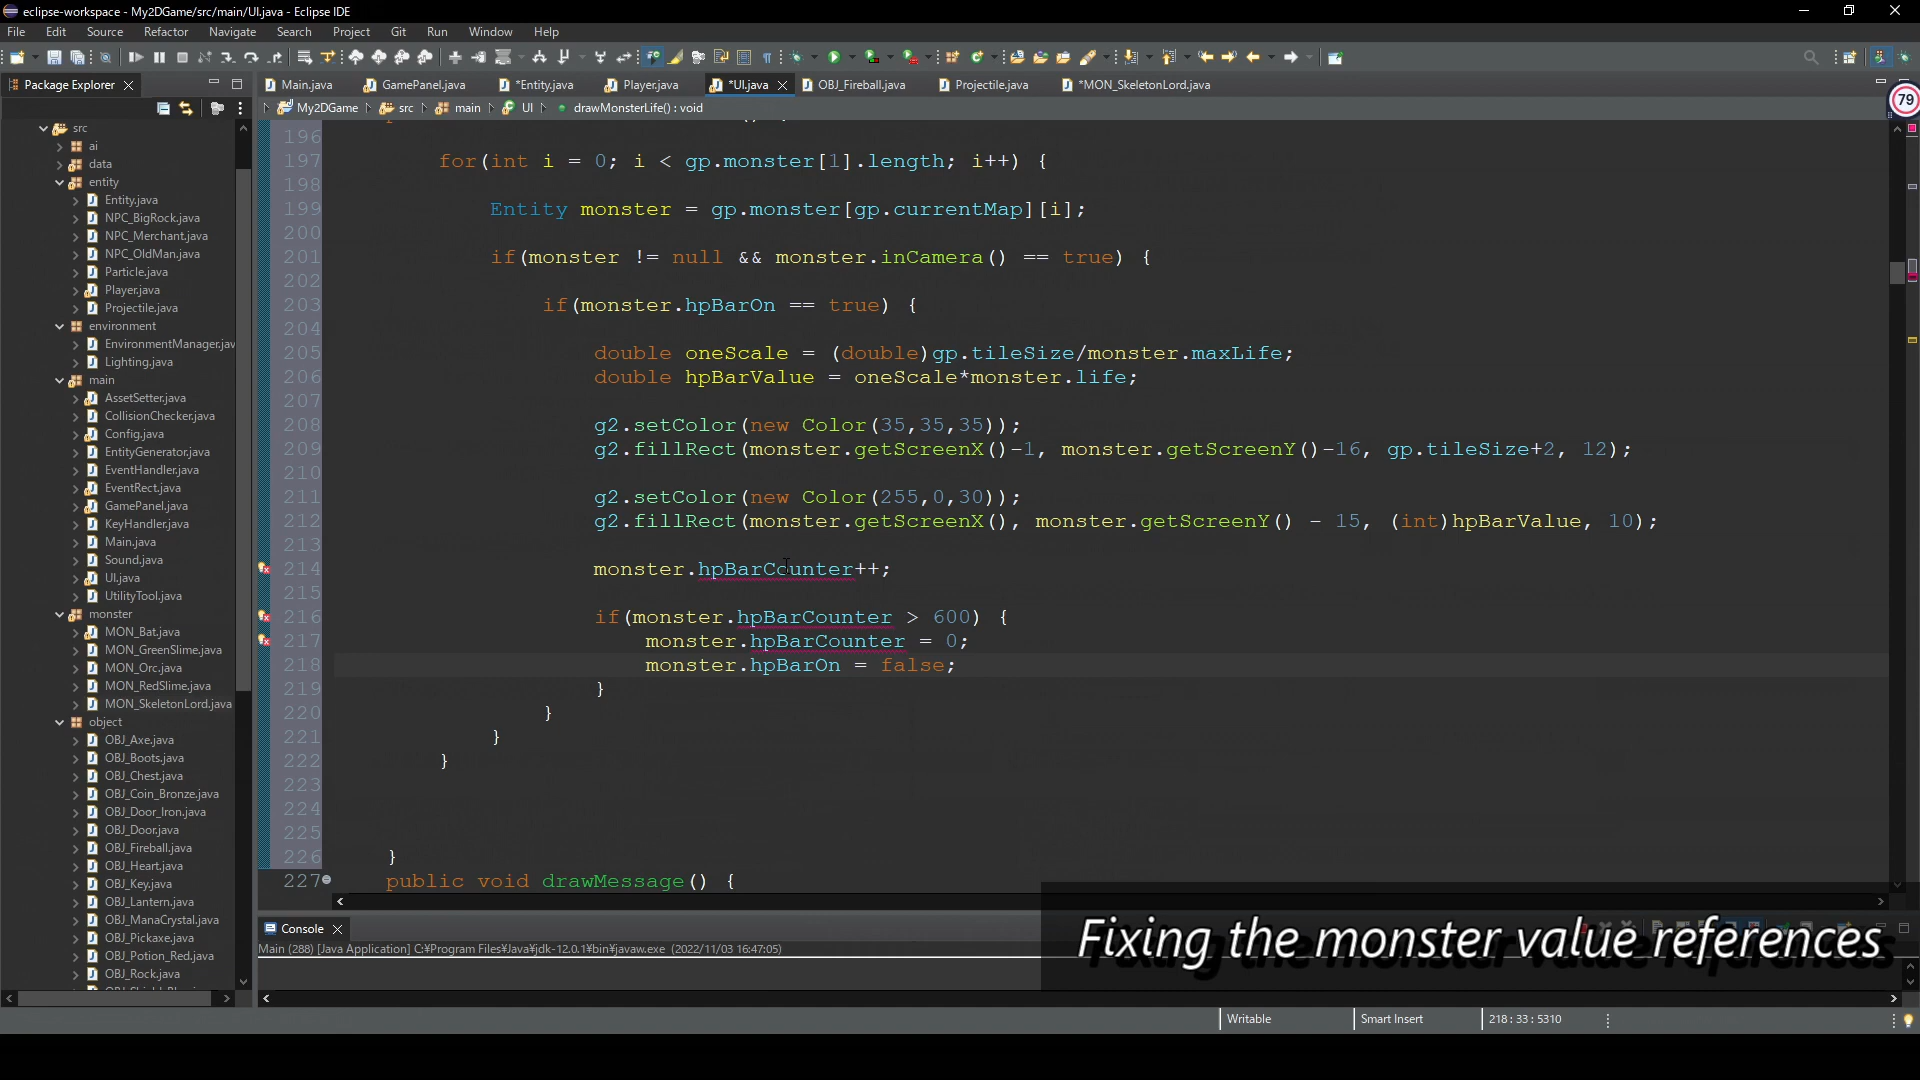 eclipse-workspace - My2DGame/src/main/UI.java - Eclipse IDE
File Edit Source Refactor Navigate Search Project Git Run Window Help
Package Explorer
Main.java GamePanel.java *Entity.java Player.java *UI.java OBJ_Fireball.java Projectile.java *MON_SkeletonLord.java
79
My2DGame src main UI drawMonsterLife() : void
src
ai
data
entity
Entity.java
NPC_BigRock.java
NPC_Merchant.java
NPC_OldMan.java
Particle.java
Player.java
Projectile.java
environment
EnvironmentManager.jav
Lighting.java
main
AssetSetter.java
CollisionChecker.java
Config.java
EntityGenerator.java
EventHandler.java
EventRect.java
GamePanel.java
KeyHandler.java
Main.java
Sound.java
UI.java
UtilityTool.java
monster
MON_Bat.java
MON_GreenSlime.java
MON_Orc.java
MON_RedSlime.java
MON_SkeletonLord.java
object
OBJ_Axe.java
OBJ_Boots.java
OBJ_Chest.java
OBJ_Coin_Bronze.java
OBJ_Door_Iron.java
OBJ_Door.java
OBJ_Fireball.java
OBJ_Heart.java
OBJ_Key.java
OBJ_Lantern.java
OBJ_ManaCrystal.java
OBJ_Pickaxe.java
OBJ_Potion_Red.java
OBJ_Rock.java
196
197 for(int i = 0; i < gp.monster[1].length; i++) {
198
199 Entity monster = gp.monster[gp.currentMap][i];
200
201 if(monster != null && monster.inCamera() == true) {
202
203 if(monster.hpBarOn == true) {
204
205 double oneScale = (double)gp.tileSize/monster.maxLife;
206 double hpBarValue = oneScale*monster.life;
207
208 g2.setColor(new Color(35,35,35));
209 g2.fillRect(monster.getScreenX()-1, monster.getScreenY()-16, gp.tileSize+2, 12);
210
211 g2.setColor(new Color(255,0,30));
212 g2.fillRect(monster.getScreenX(), monster.getScreenY() - 15, (int)hpBarValue, 10);
213
214 monster.hpBarCounter++;
215
216 if(monster.hpBarCounter > 600) {
217 monster.hpBarCounter = 0;
218 monster.hpBarOn = false;
219 }
220 }
221 }
222 }
223
224
225
226 }
227 public void drawMessage() {
Console
Main (288) [Java Application] C:¥Program Files¥Java¥jdk-12.0.1¥bin¥javaw.exe (2022/11/03 16:47:05)
Fixing the monster value references
Writable Smart Insert 218 : 33 : 5310